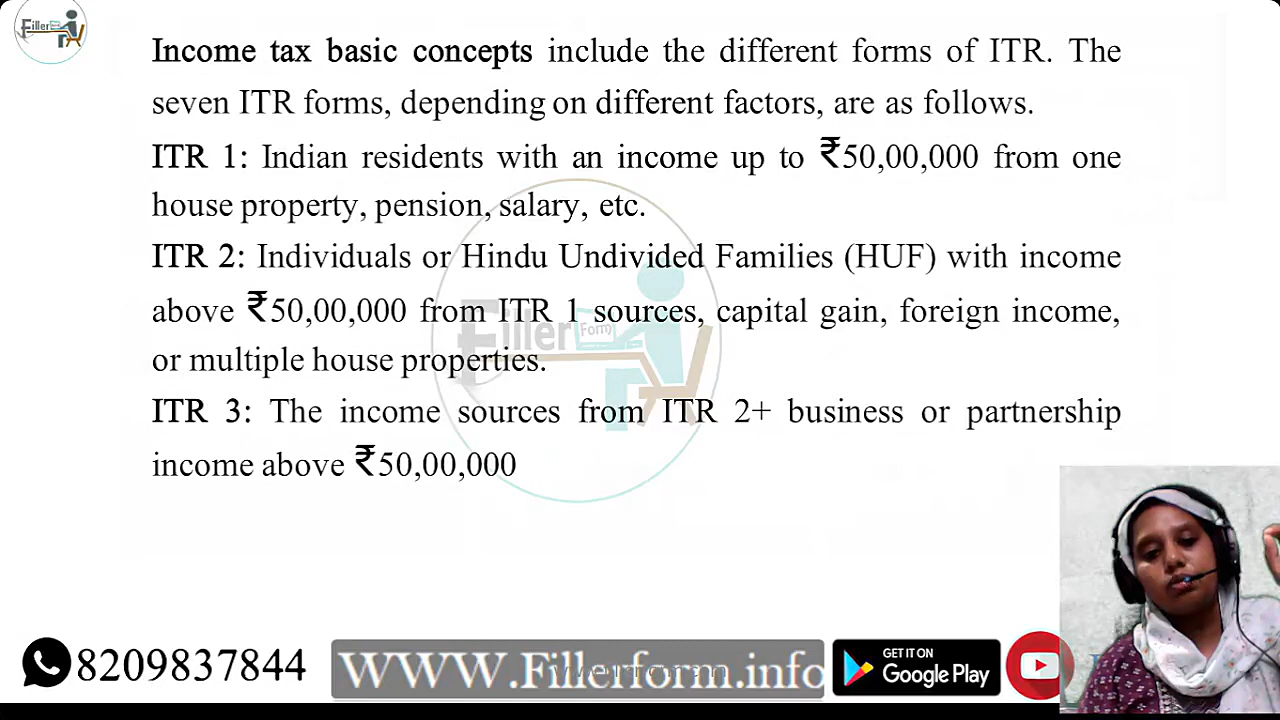 Filler Form
Income tax basic concepts include the different forms of ITR. The
seven ITR forms, depending on different factors, are as follows.
ITR 1: Indian residents with an income up to ₹50,00,000 from one
house property, pension, salary, etc.
ITR 2: Individuals or Hindu Undivided Families (HUF) with income
above ₹50,00,000 from ITR 1 sources, capital gain, foreign income,
or multiple house properties.
Filler Form
ITR 3: The income sources from ITR 2+ business or partnership
income above ₹50,00,000
8209837844
WWW.Fillerform.info
GET IT ON
Google Play